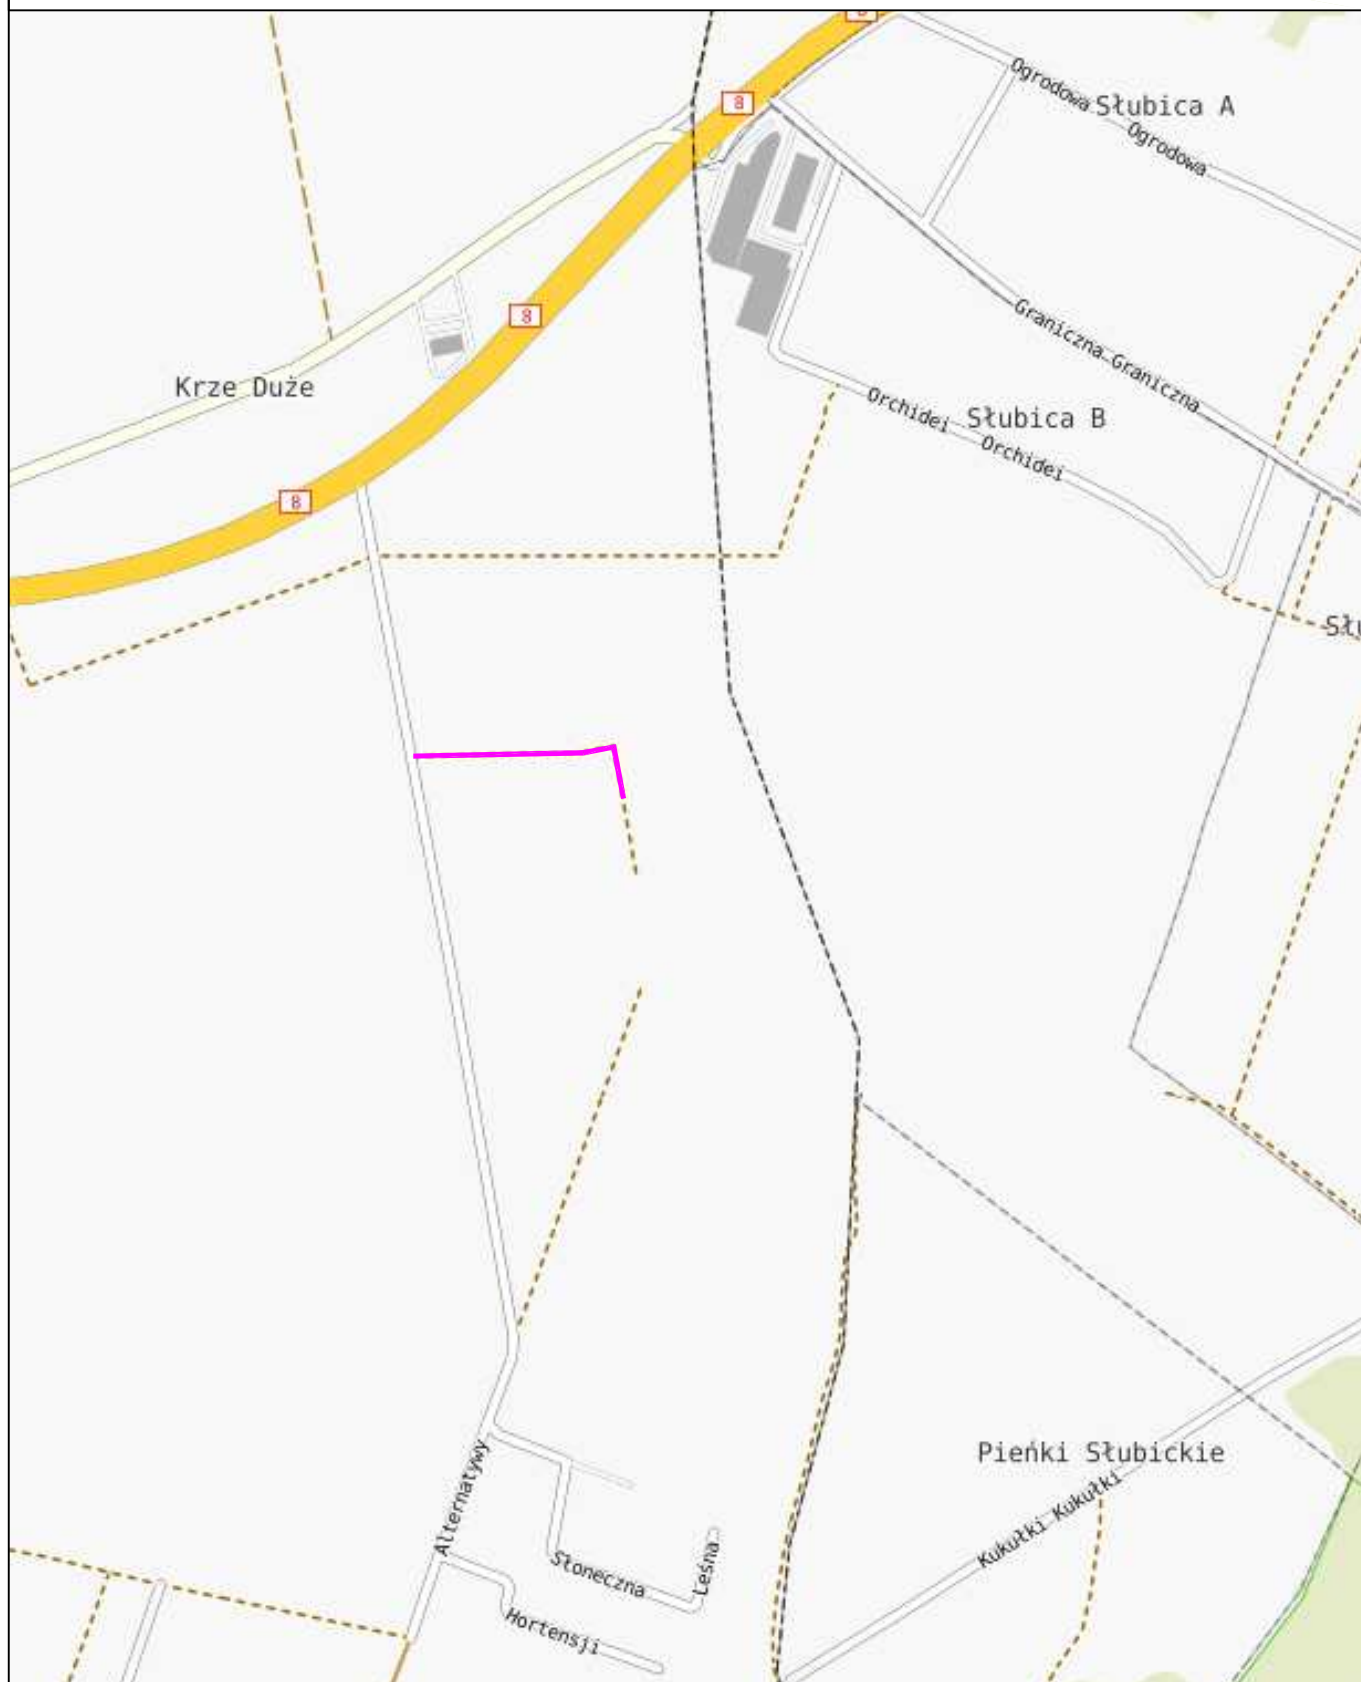 8
Ogrodowa
Słubica A
8
Ogrodowa
Graniczna Graniczna
8
Krze Duże
Orchidei
Słubica B
Orchidei
8
Słu
Pieńki Słubickie
Alternatywy
Kukułki Kukułki
Słoneczna
Leśna
Hortensji